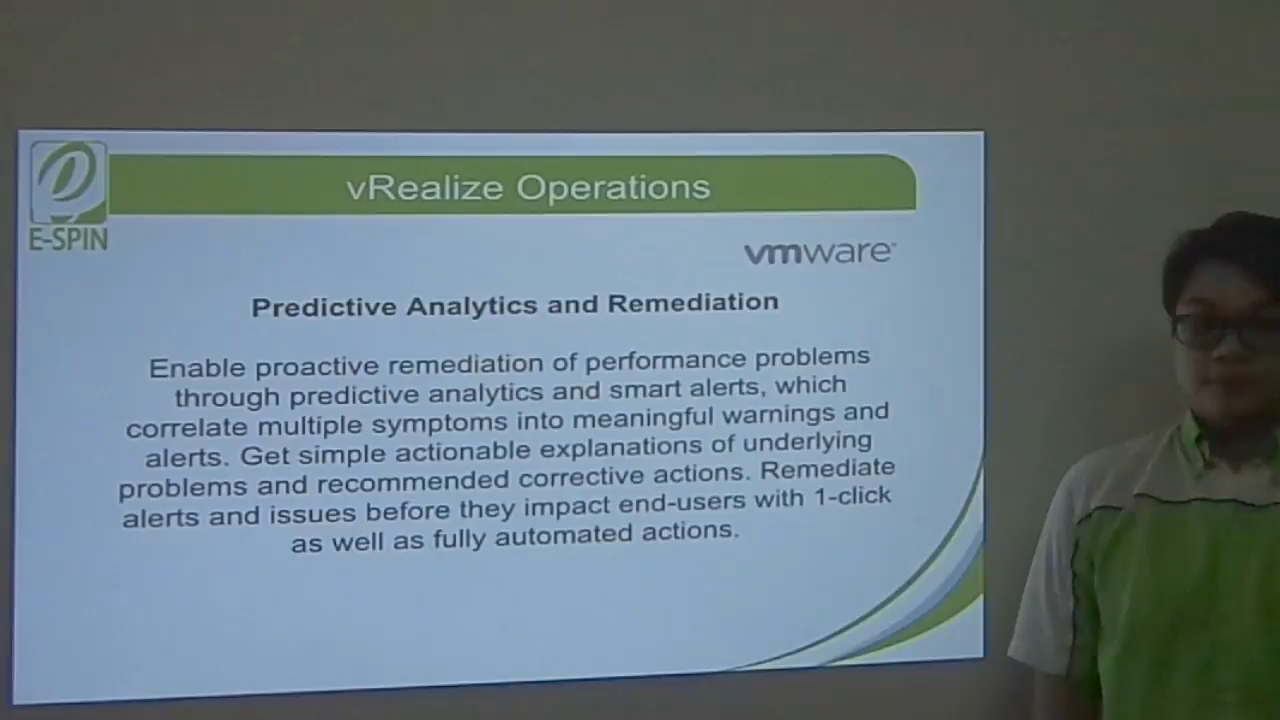 vRealize Operations
E-SPIN
vmware
Predictive Analytics and Remediation
Enable proactive remediation of performance problems
through predictive analytics and smart alerts, which
correlate multiple symptoms into meaningful warnings and
alerts. Get simple actionable explanations of underlying
problems and recommended corrective actions. Remediate
alerts and issues before they impact end-users with 1-click
as well as fully automated actions.